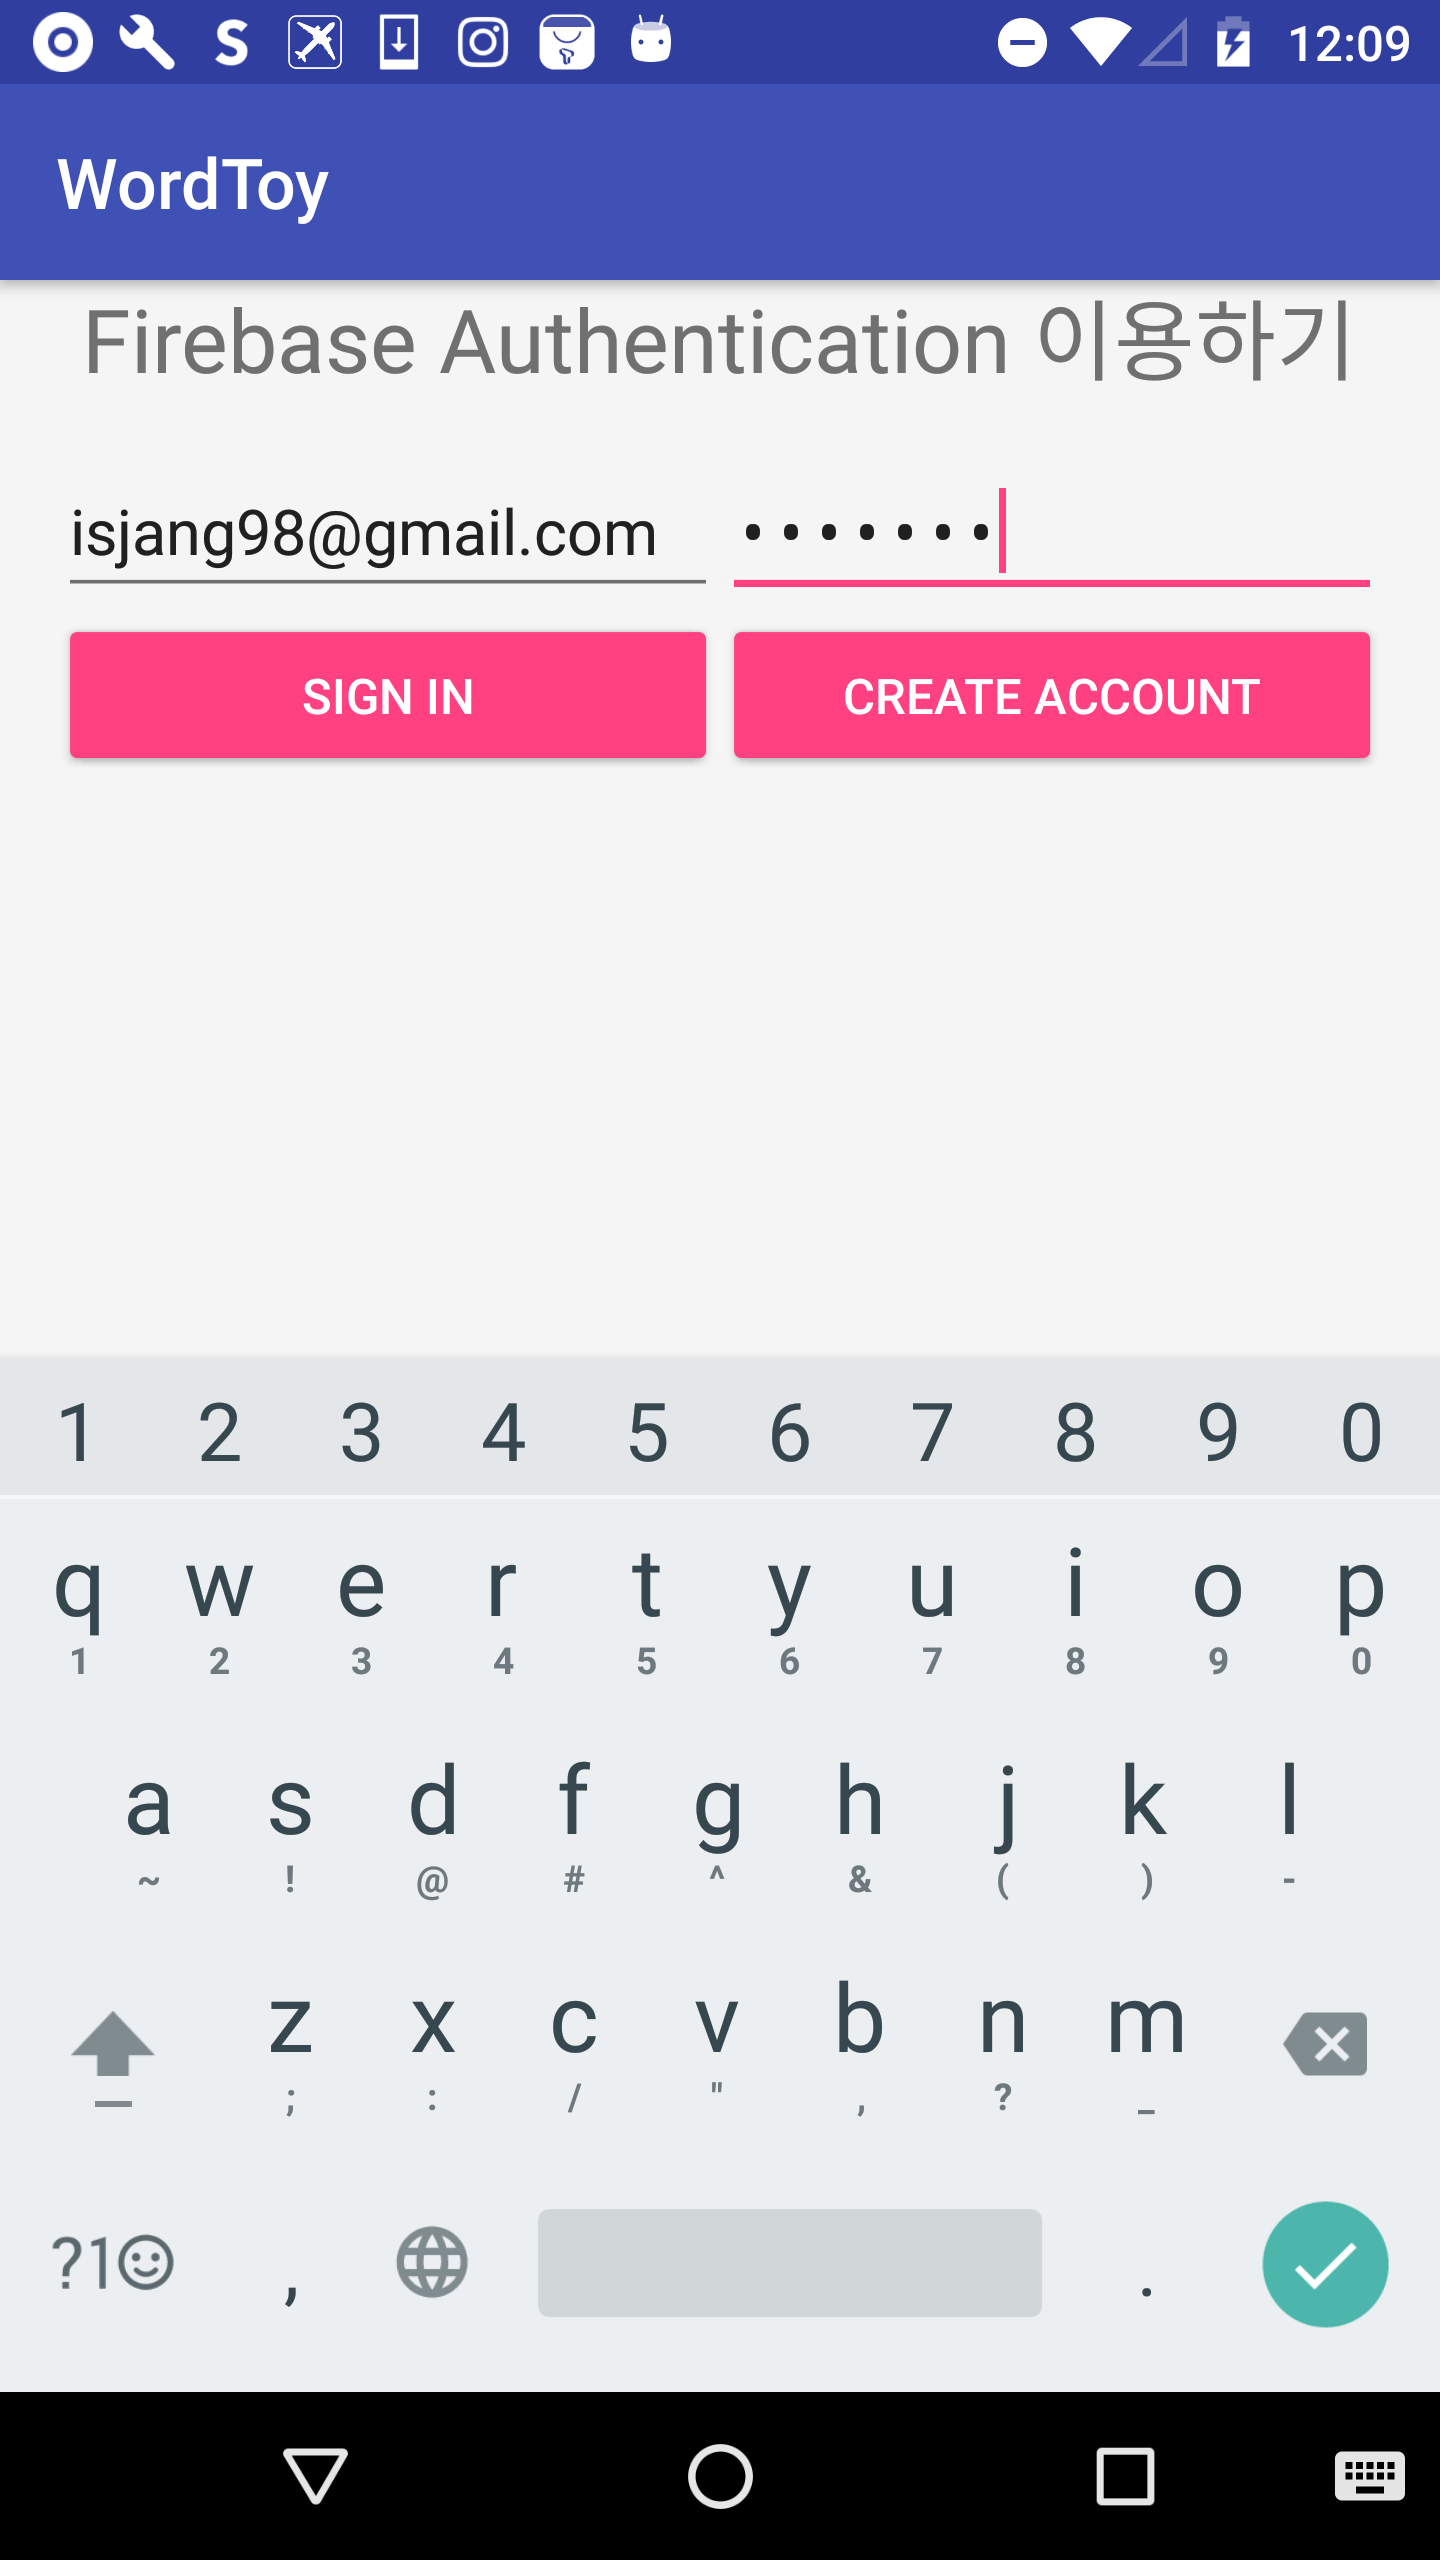 12:09
WordToy
Firebase Authentication 이용하기
isjang98@gmail.com •••••••
SIGN IN CREATE ACCOUNT
1 2 3 4 5 6 7 8 9 0
q w e r t y u i o p
1 2 3 4 5 6 7 8 9 0
a s d f g h j k l
~ ! @ # ^ & ( ) -
z x c v b n m
; : / " , ? _
?1☺ , .